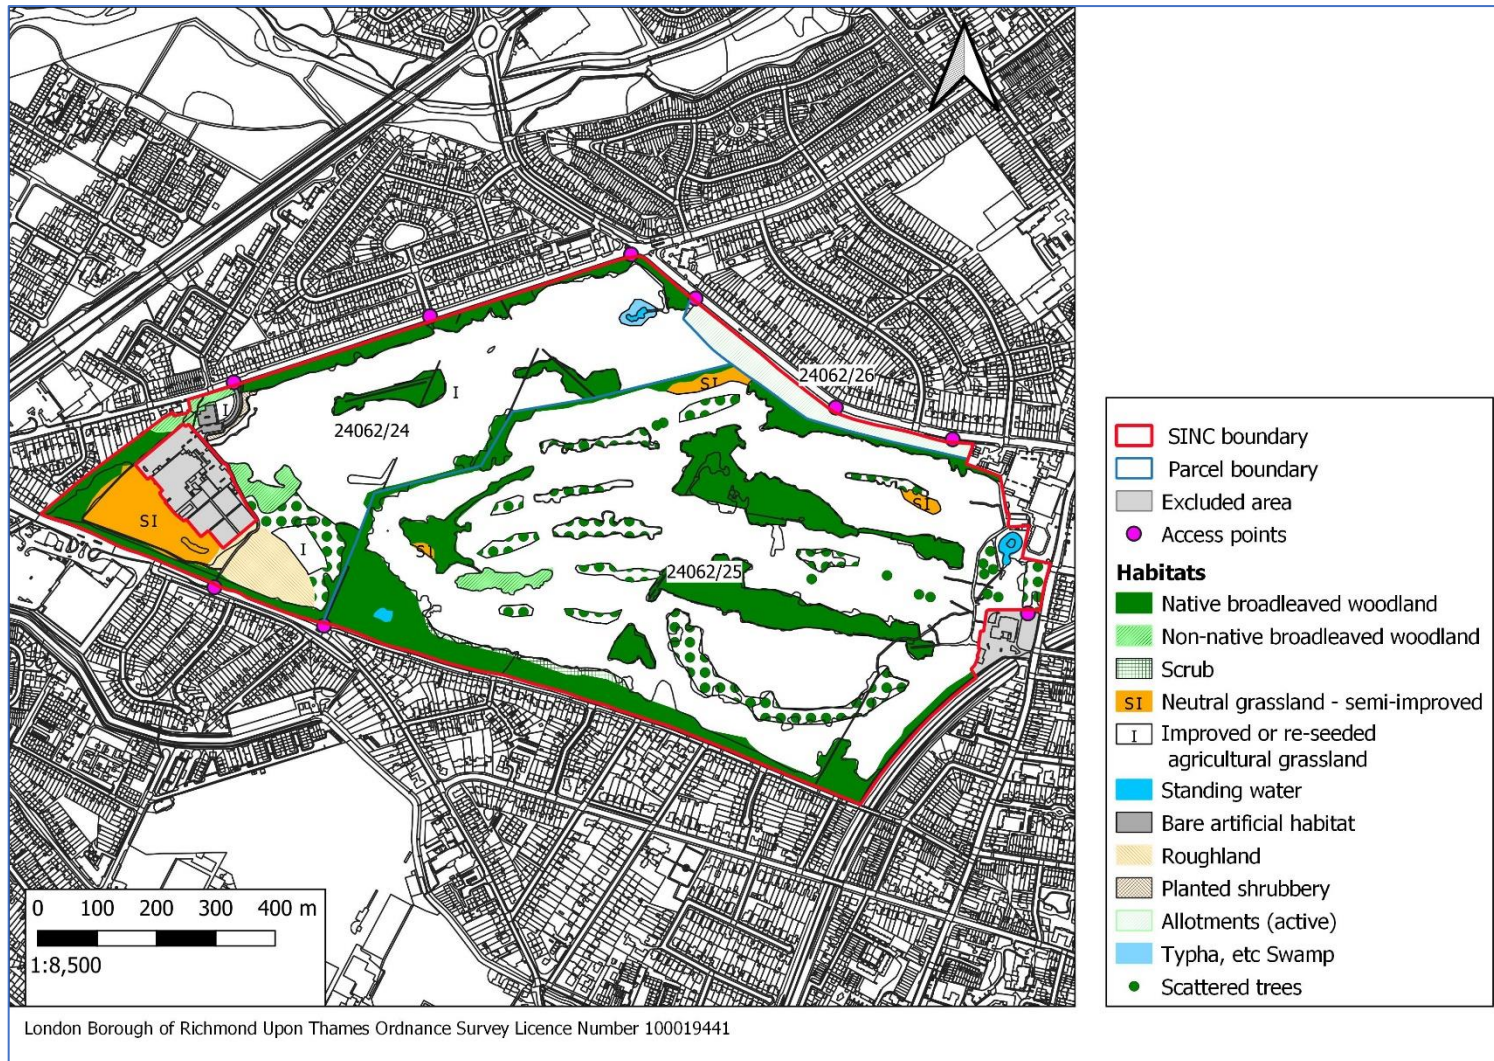 24062/26
SI
I
I
24062/24
SI
SI
I
SI
24062/25
0 100 200 300 400 m
1:8,500
SINC boundary
Parcel boundary
Excluded area
Access points
Habitats
Native broadleaved woodland
Non-native broadleaved woodland
Scrub
SI Neutral grassland - semi-improved
I Improved or re-seeded
agricultural grassland
Standing water
Bare artificial habitat
Roughland
Planted shrubbery
Allotments (active)
Typha, etc Swamp
Scattered trees
London Borough of Richmond Upon Thames Ordnance Survey Licence Number 100019441